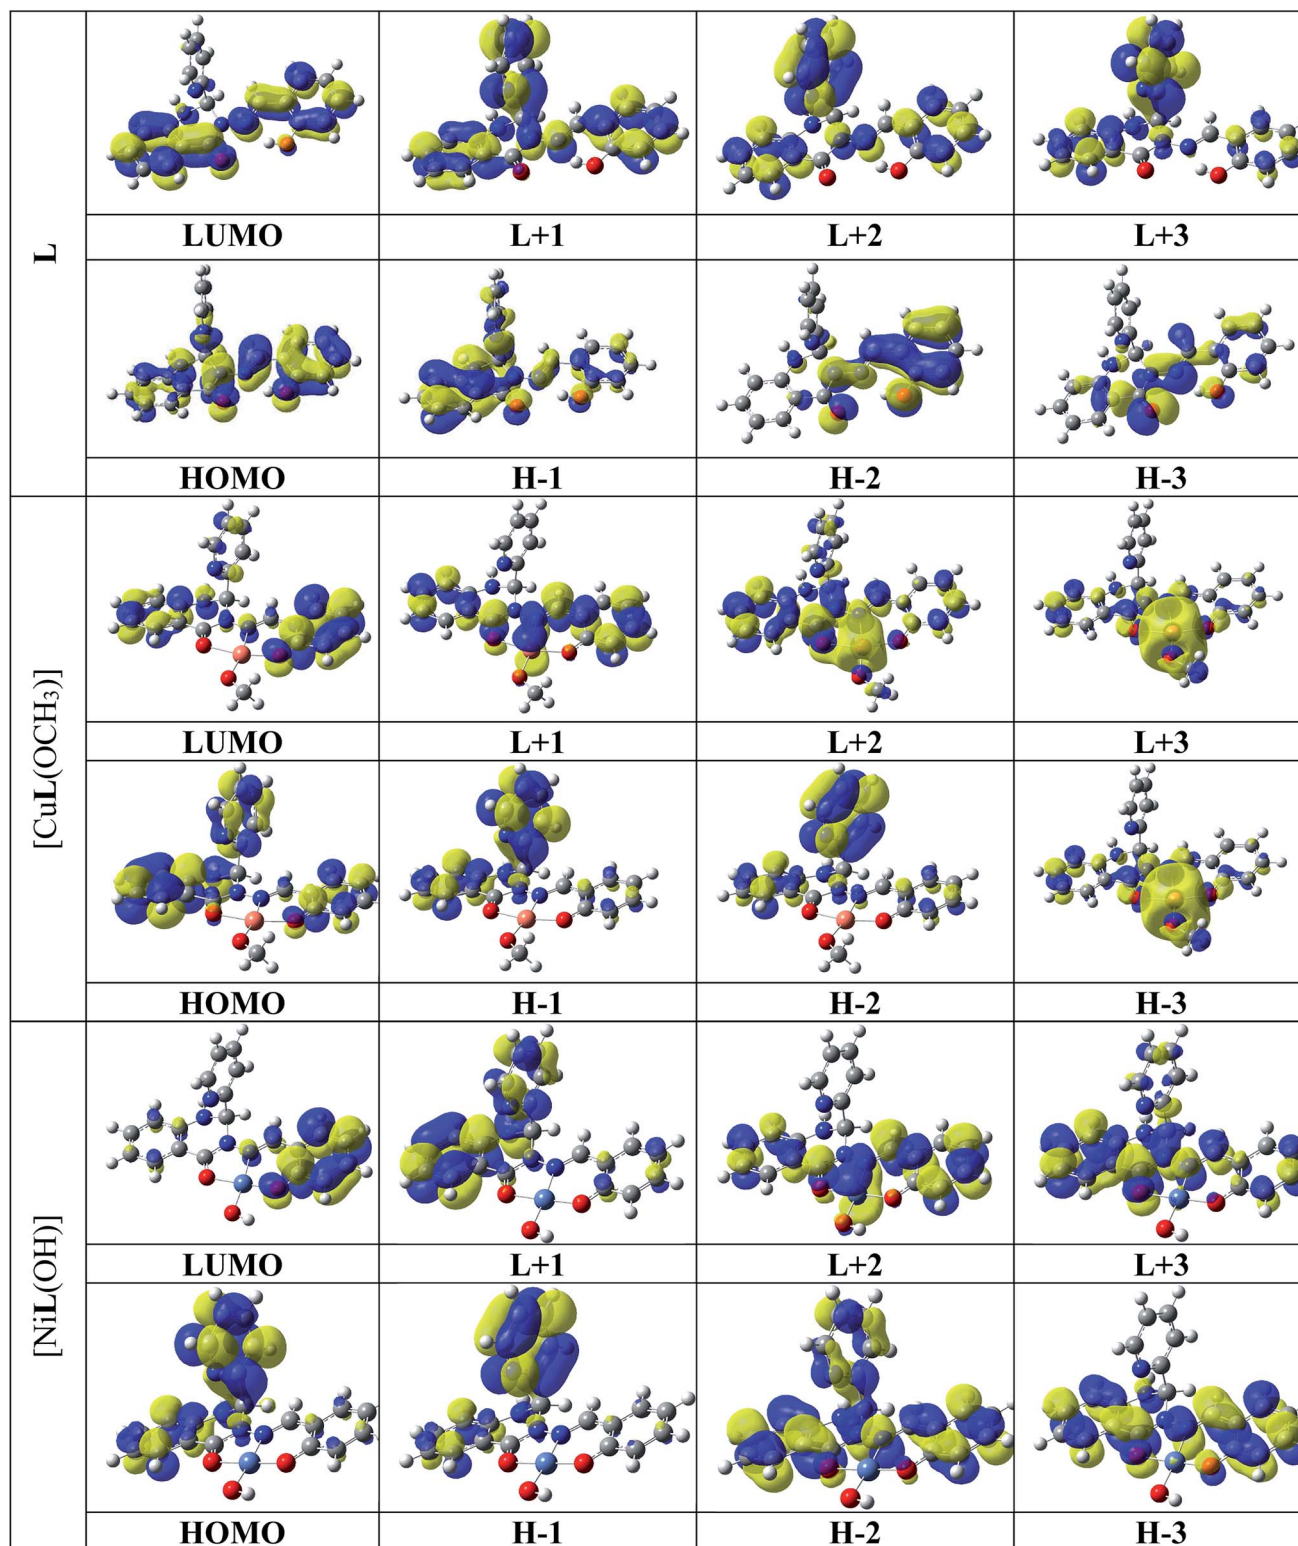 L
LUMO L+1 L+2 L+3
HOMO H-1 H-2 H-3
[CuL(OCH₃)]
LUMO L+1 L+2 L+3
HOMO H-1 H-2 H-3
[NiL(OH)]
LUMO L+1 L+2 L+3
HOMO H-1 H-2 H-3